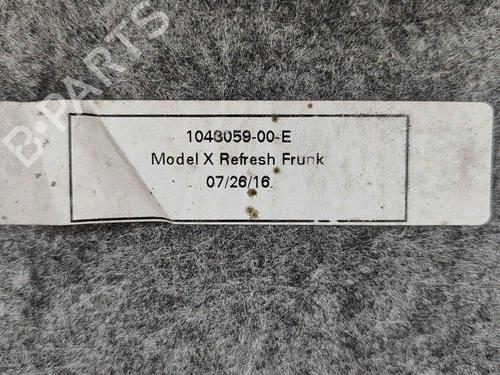 B-PARTS
1043059-00-E
Model X Refresh Frunk
07/26/16